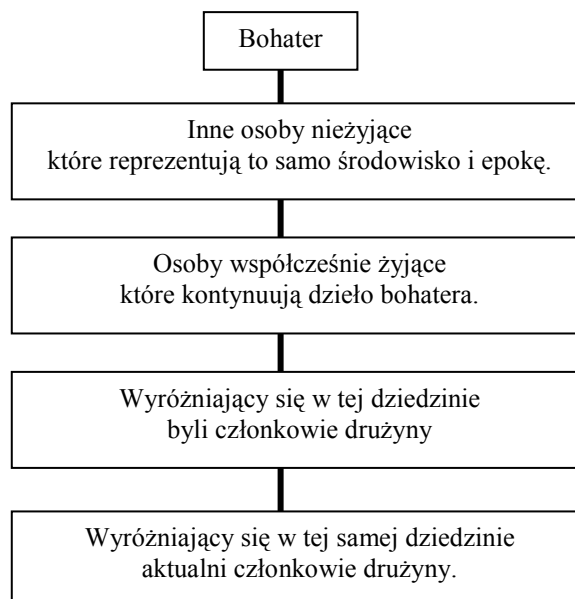 Bohater
Inne osoby nieżyjące
które reprezentują to samo środowisko i epokę.
Osoby współcześnie żyjące
które kontynuują dzieło bohatera.
Wyróżniający się w tej dziedzinie
byli członkowie drużyny
Wyróżniający się w tej samej dziedzinie
aktualni członkowie drużyny.